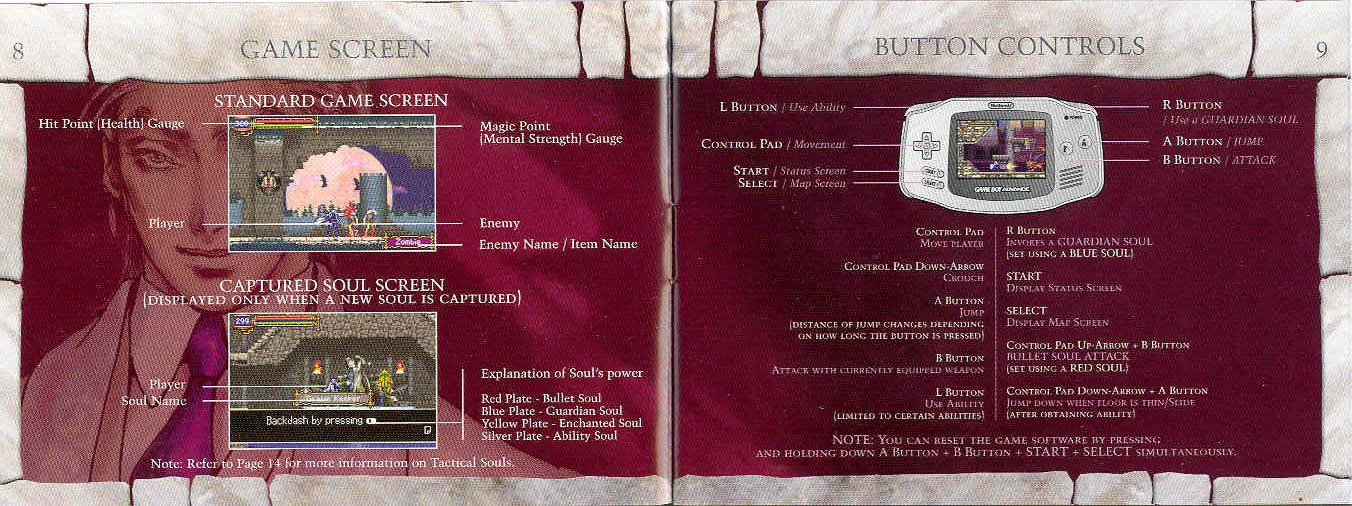 8
GAME SCREEN
STANDARD GAME SCREEN
Hit Point (Health) Gauge
Magic Point
(Mental Strength) Gauge
360
Player
Enemy
Enemy Name / Item Name
Zombie
CAPTURED SOUL SCREEN
(DISPLAYED ONLY WHEN A NEW SOUL IS CAPTURED)
299
Player
Soul Name
Grave Keeper
Backdash by pressing
Explanation of Soul's power
Red Plate - Bullet Soul
Blue Plate - Guardian Soul
Yellow Plate - Enchanted Soul
Silver Plate - Ability Soul
Note: Refer to Page 14 for more information on Tactical Souls.
BUTTON CONTROLS
9
L BUTTON / Use Ability
CONTROL PAD / Movement
START / Status Screen
SELECT / Map Screen
R BUTTON
/ Use a GUARDIAN SOUL
A BUTTON / JUMP
B BUTTON / ATTACK
Nintendo
POWER
START
START
B
A
GAME BOY ADVANCE
CONTROL PAD
MOVE PLAYER
CONTROL PAD DOWN-ARROW
CROUCH
A BUTTON
JUMP
(DISTANCE OF JUMP CHANGES DEPENDING
ON HOW LONG THE BUTTON IS PRESSED)
B BUTTON
ATTACK WITH CURRENTLY EQUIPPED WEAPON
L BUTTON
USE ABILITY
(LIMITED TO CERTAIN ABILITIES)
R BUTTON
INVOKES A GUARDIAN SOUL
(SET USING A BLUE SOUL)
START
DISPLAY STATUS SCREEN
SELECT
DISPLAY MAP SCREEN
CONTROL PAD UP-ARROW + B BUTTON
BULLET SOUL ATTACK
(SET USING A RED SOUL)
CONTROL PAD DOWN-ARROW + A BUTTON
JUMP DOWN WHEN FLOOR IS THIN/SLIDE
(AFTER OBTAINING ABILITY)
NOTE: YOU CAN RESET THE GAME SOFTWARE BY PRESSING
AND HOLDING DOWN A BUTTON + B BUTTON + START + SELECT SIMULTANEOUSLY.